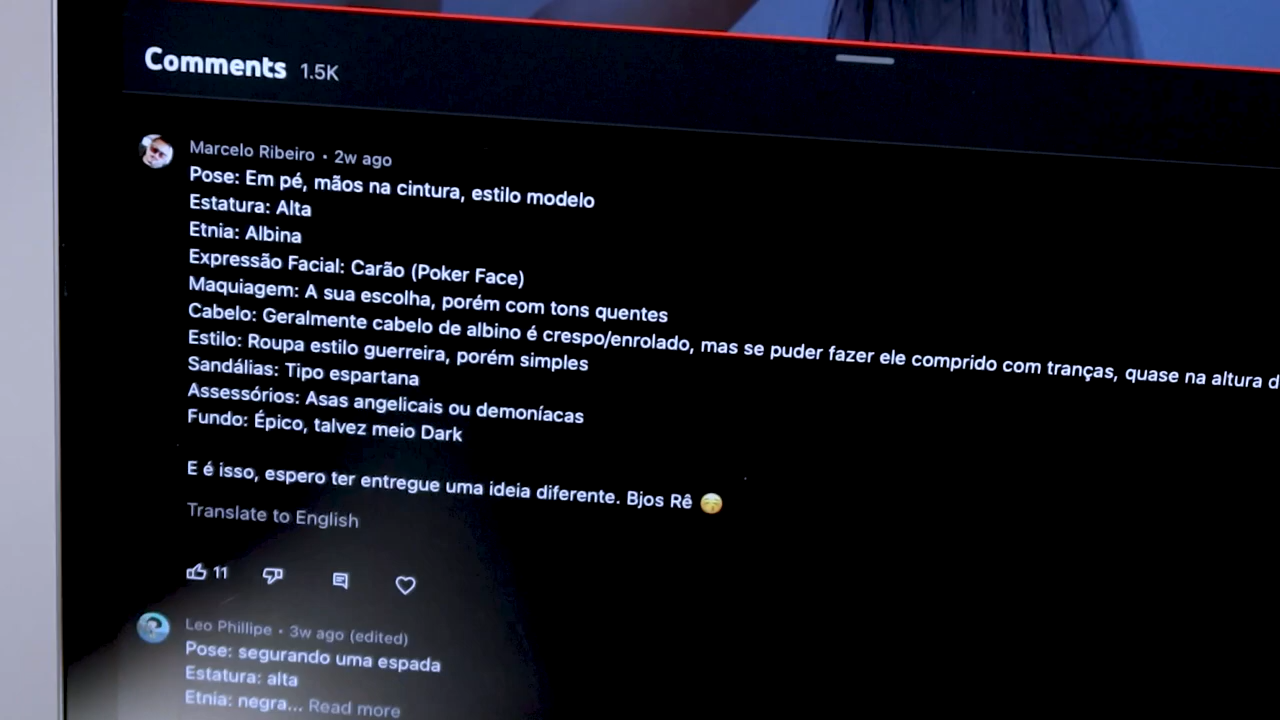 Comments 1.5K
Marcelo Ribeiro • 2w ago
Pose: Em pé, mãos na cintura, estilo modelo
Estatura: Alta
Etnia: Albina
Expressão Facial: Carão (Poker Face)
Maquiagem: A sua escolha, porém com tons quentes
Cabelo: Geralmente cabelo de albino é crespo/enrolado, mas se puder fazer ele comprido com tranças, quase na altura d
Estilo: Roupa estilo guerreira, porém simples
Sandálias: Tipo espartana
Assessórios: Asas angelicais ou demoníacas
Fundo: Épico, talvez meio Dark
E é isso, espero ter entregue uma ideia diferente. Bjos Rê 😚
Translate to English
11
Leo Phillipe • 3w ago (edited)
Pose: segurando uma espada
Estatura: alta
Etnia: negra... Read more